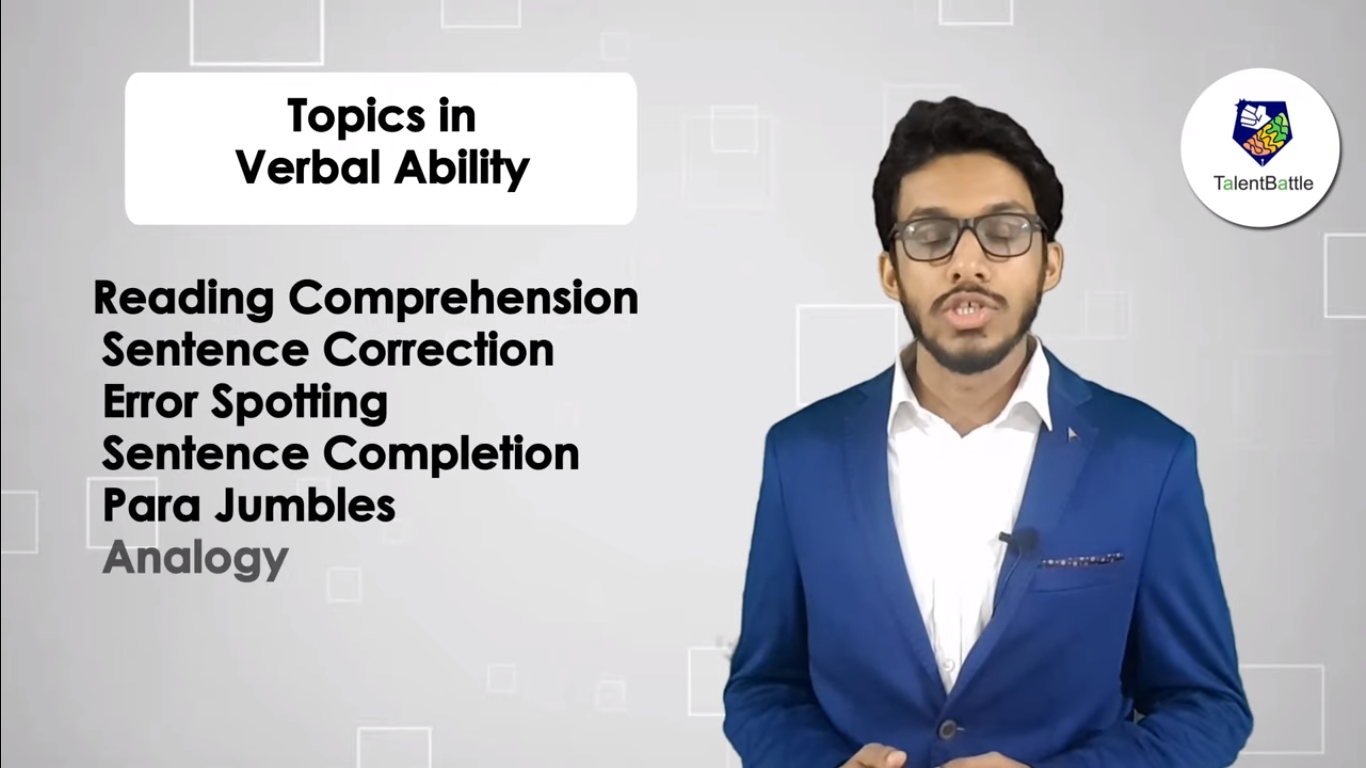 Topics in
Verbal Ability
Reading Comprehension
Sentence Correction
Error Spotting
Sentence Completion
Para Jumbles
Analogy
TalentBattle